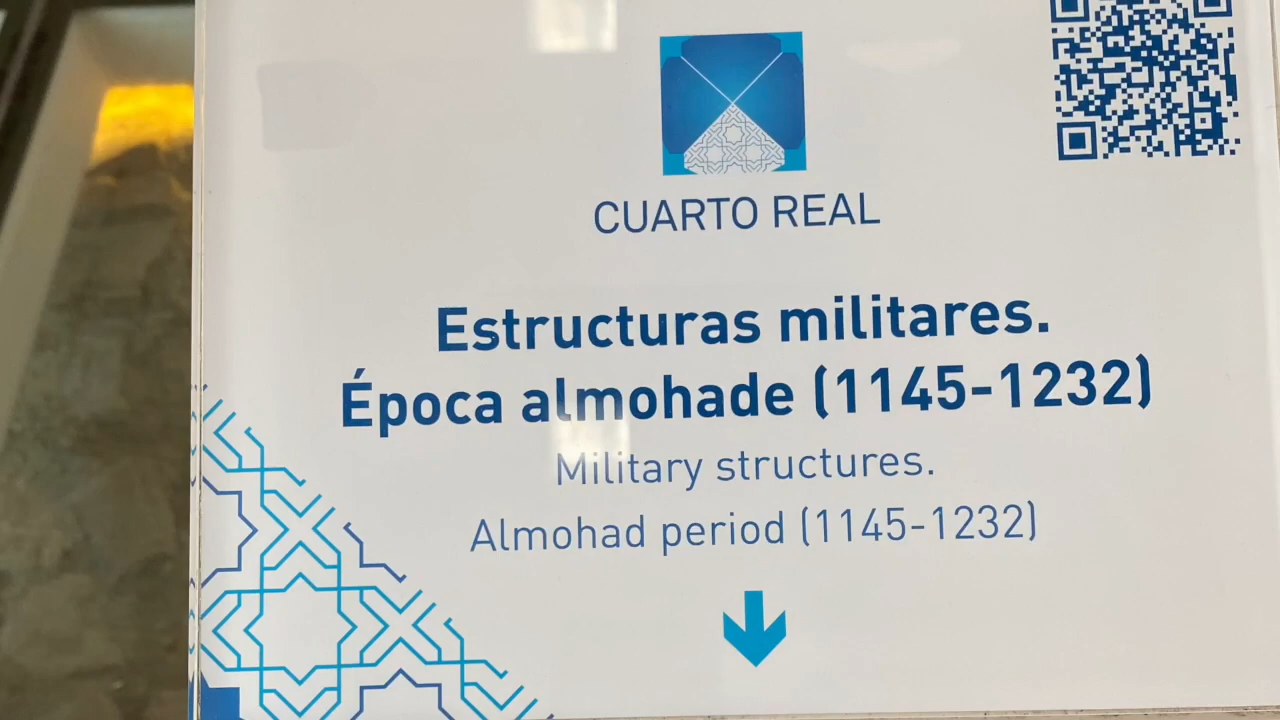 CUARTO REAL
Estructuras militares.
Época almohade (1145-1232)
Military structures.
Almohad period (1145-1232)